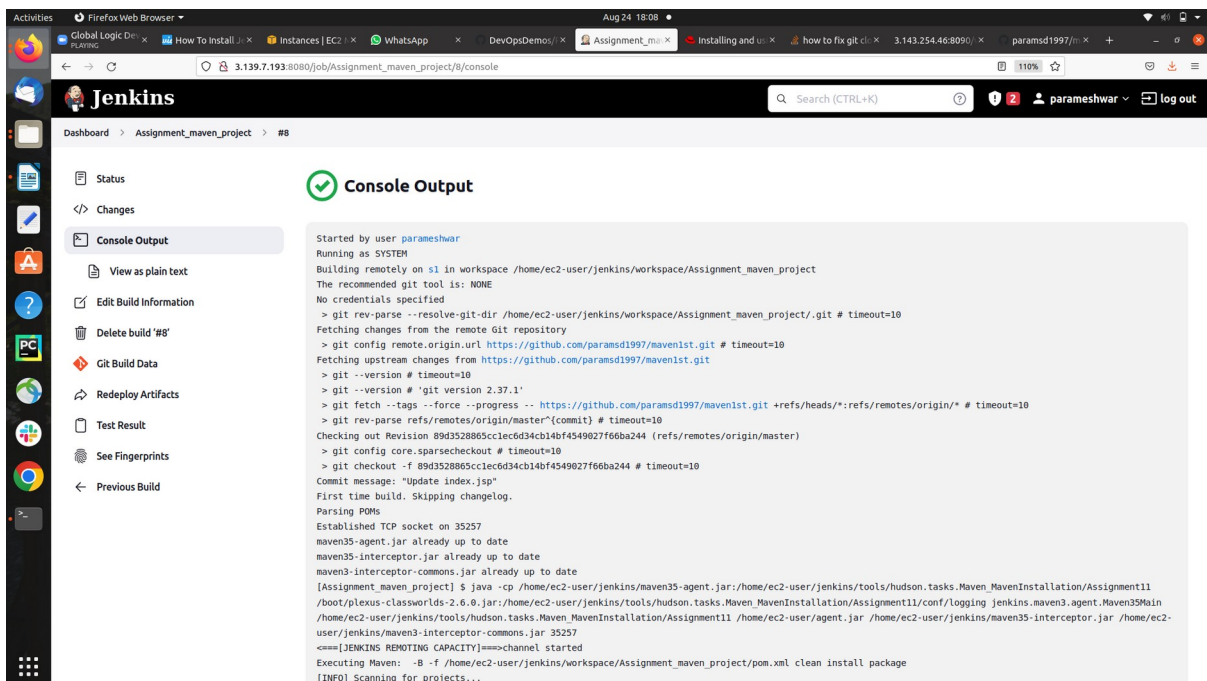 Activities
Firefox Web Browser
Aug 24 18:08
Global Logic Dev
PLAYING
How To Install Je
Instances | EC2 M
WhatsApp
DevOpsDemos/
Assignment_mav
Installing and us
how to fix git clo
3.143.254.46:8090/
paramsd1997/m
3.139.7.193:8080/job/Assignment_maven_project/8/console
110%
Jenkins
Search (CTRL+K)
2
parameshwar
log out
Dashboard > Assignment_maven_project > #8
Status
Changes
Console Output
View as plain text
Edit Build Information
Delete build '#8'
Git Build Data
Redeploy Artifacts
Test Result
See Fingerprints
Previous Build
Console Output
Started by user parameshwar
Running as SYSTEM
Building remotely on s1 in workspace /home/ec2-user/jenkins/workspace/Assignment_maven_project
The recommended git tool is: NONE
No credentials specified
> git rev-parse --resolve-git-dir /home/ec2-user/jenkins/workspace/Assignment_maven_project/.git # timeout=10
Fetching changes from the remote Git repository
> git config remote.origin.url https://github.com/paramsd1997/maven1st.git # timeout=10
Fetching upstream changes from https://github.com/paramsd1997/maven1st.git
> git --version # timeout=10
> git --version # 'git version 2.37.1'
> git fetch --tags --force --progress -- https://github.com/paramsd1997/maven1st.git +refs/heads/*:refs/remotes/origin/* # timeout=10
> git rev-parse refs/remotes/origin/master^{commit} # timeout=10
Checking out Revision 89d3528865cc1ec6d34cb14bf4549027f66ba244 (refs/remotes/origin/master)
> git config core.sparsecheckout # timeout=10
> git checkout -f 89d3528865cc1ec6d34cb14bf4549027f66ba244 # timeout=10
Commit message: "Update index.jsp"
First time build. Skipping changelog.
Parsing POMs
Established TCP socket on 35257
maven35-agent.jar already up to date
maven35-interceptor.jar already up to date
maven3-interceptor-commons.jar already up to date
[Assignment_maven_project] $ java -cp /home/ec2-user/jenkins/maven35-agent.jar:/home/ec2-user/jenkins/tools/hudson.tasks.Maven_MavenInstallation/Assignment11
/boot/plexus-classworlds-2.6.0.jar:/home/ec2-user/jenkins/tools/hudson.tasks.Maven_MavenInstallation/Assignment11/conf/logging jenkins.maven3.agent.Maven35Main
/home/ec2-user/jenkins/tools/hudson.tasks.Maven_MavenInstallation/Assignment11 /home/ec2-user/agent.jar /home/ec2-user/jenkins/maven35-interceptor.jar /home/ec2-
user/jenkins/maven3-interceptor-commons.jar 35257
<===[JENKINS REMOTING CAPACITY]===>channel started
Executing Maven:  -B -f /home/ec2-user/jenkins/workspace/Assignment_maven_project/pom.xml clean install package
[INFO] Scanning for projects...